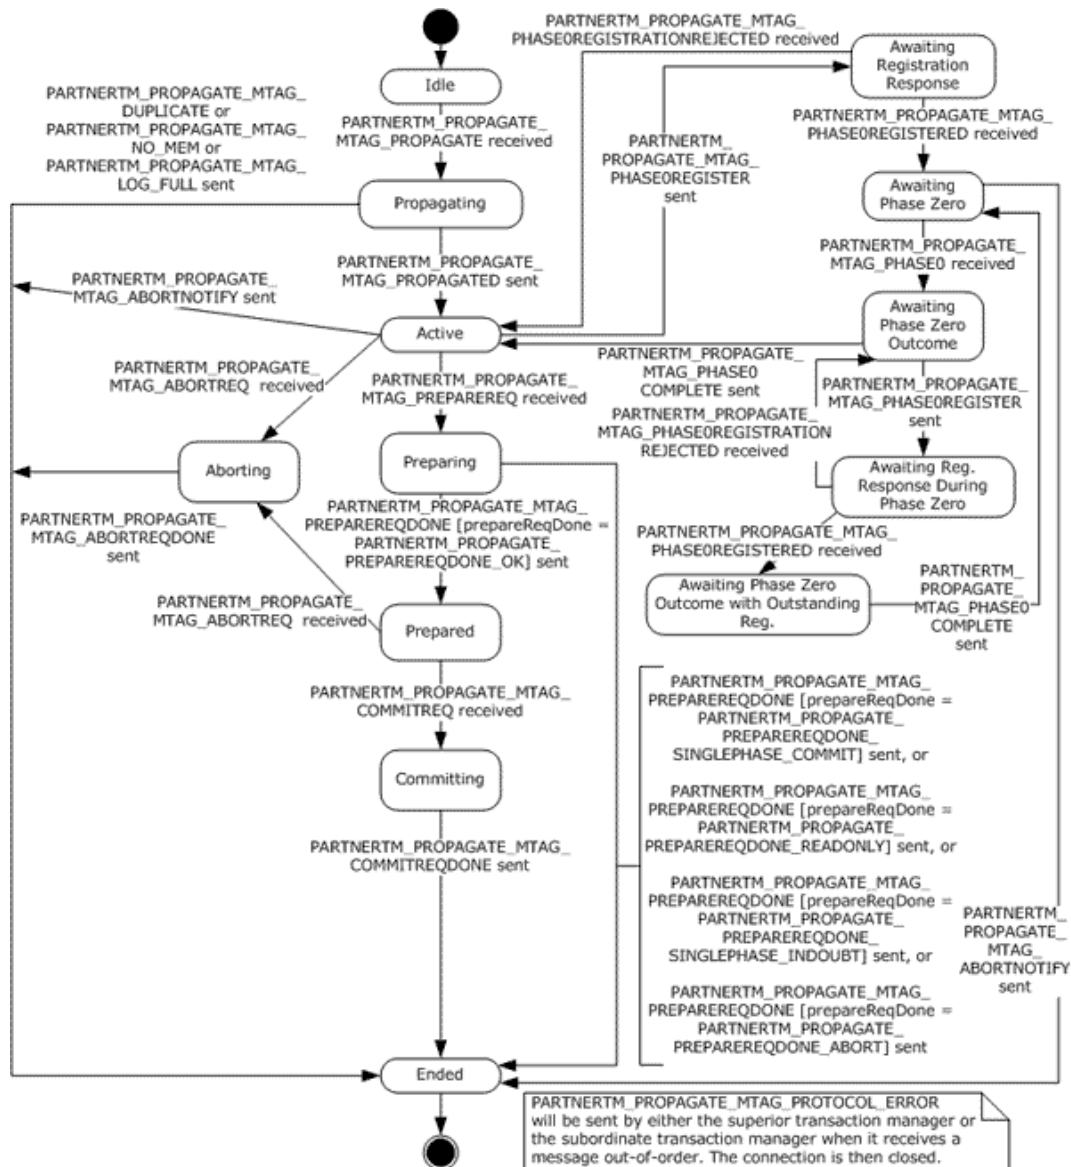 PARTNERTM_PROPAGATE_MTAG_
PHASE0REGISTRATIONREJECTED received
Awaiting
Registration
Response
Idle
PARTNERTM_PROPAGATE_MTAG_
DUPLICATE or
PARTNERTM_PROPAGATE_MTAG_
NO_MEM or
PARTNERTM_PROPAGATE_MTAG_
LOG_FULL sent
PARTNERTM_PROPAGATE_
MTAG_PROPAGATE received
PARTNERTM_
PROPAGATE_MTAG_
PHASE0REGISTER
sent
PARTNERTM_PROPAGATE_MTAG_
PHASE0REGISTERED received
Propagating
Awaiting
Phase Zero
PARTNERTM_PROPAGATE_
MTAG_PROPAGATED sent
PARTNERTM_PROPAGATE_
MTAG_PHASE0 received
PARTNERTM_PROPAGATE_
MTAG_ABORTNOTIFY sent
Active
Awaiting
Phase Zero
Outcome
PARTNERTM_PROPAGATE_
MTAG_ABORTREQ received
PARTNERTM_PROPAGATE_
MTAG_PREPAREREQ received
PARTNERTM_PROPAGATE_
MTAG_PHASE0
COMPLETE sent
PARTNERTM_PROPAGATE_
MTAG_PHASE0REGISTER
sent
PARTNERTM_PROPAGATE_
MTAG_PHASE0REGISTRATION
REJECTED received
Aborting
Preparing
Awaiting Reg.
Response During
Phase Zero
PARTNERTM_PROPAGATE_
MTAG_ABORTREQDONE
sent
PARTNERTM_PROPAGATE_MTAG_
PREPAREREQDONE [prepareReqDone =
PARTNERTM_PROPAGATE_
PREPAREREQDONE_OK] sent
PARTNERTM_PROPAGATE_MTAG_
PHASE0REGISTERED received
Awaiting Phase Zero
Outcome with Outstanding
Reg.
PARTNERTM_
PROPAGATE_
MTAG_PHASE0
COMPLETE
sent
PARTNERTM_PROPAGATE_
MTAG_ABORTREQ received
Prepared
PARTNERTM_PROPAGATE_MTAG_
COMMITREQ received
PARTNERTM_PROPAGATE_MTAG_
PREPAREREQDONE [prepareReqDone =
PARTNERTM_PROPAGATE_
PREPAREREQDONE_
SINGLEPHASE_COMMIT] sent, or
Committing
PARTNERTM_PROPAGATE_MTAG_
PREPAREREQDONE [prepareReqDone =
PARTNERTM_PROPAGATE_
PREPAREREQDONE_READONLY] sent, or
PARTNERTM_PROPAGATE_MTAG_
COMMITREQDONE sent
PARTNERTM_PROPAGATE_MTAG_
PREPAREREQDONE [prepareReqDone =
PARTNERTM_PROPAGATE_
PREPAREREQDONE_
SINGLEPHASE_INDOUBT] sent, or
PARTNERTM_
PROPAGATE_
MTAG_
ABORTNOTIFY
sent
PARTNERTM_PROPAGATE_MTAG_
PREPAREREQDONE [prepareReqDone =
PARTNERTM_PROPAGATE_
PREPAREREQDONE_ABORT] sent
Ended
PARTNERTM_PROPAGATE_MTAG_PROTOCOL_ERROR
will be sent by either the superior transaction manager or
the subordinate transaction manager when it receives a
message out-of-order. The connection is then closed.